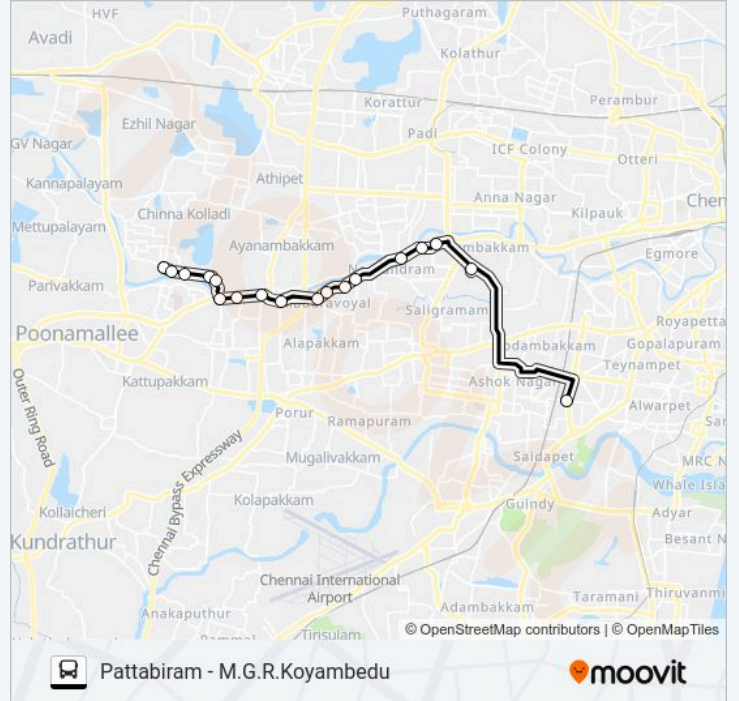 HVF
Puthagaram
Avadi
Kolathur
Korattur
Perambur
Ezhil Nagar
Padi
GV Nagar
ICF Colony
Otteri
Kannapalayam
Athipet
Anna Nagar
Chen
Chinna Kolladi
Kilpauk
Mettupalayam
Ayanambakkam
mbakkam
Egmore
Parivakkam
Saligramam
Royapetta
Poonamallee
Alapakkam
odambakkam
Gopalapuram
Teynampet
Kattupakkam
Ashok Nagar
Alwarpet
Outer Ring Road
Porur
Ramapuram
San
Mugalivakkam
Saidapet
MRC N
Chennai Bypass Expressway
Whale Isla
Kolapakkam
Guindy
Kollaicheri
Adyar
Kundrathur
Besant N
Chennai International
Airport
Taramani
Thiruvanmi
Anakaputhur
Adambakkam
Tirisulam
© OpenStreetMap contributors | © OpenMapTiles
Pattabiram - M.G.R.Koyambedu
moovit